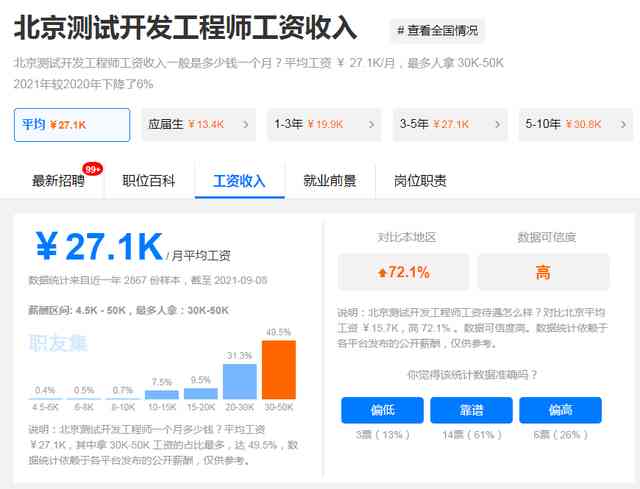 北京测试开发工程师工资收入
# 查看全国情况
北京测试开发工程师工资收入一般是多少钱一个月？平均工资 ￥ 27.1K/月，最多人拿 30K-50K
2021年较2020年下降了6%
平均 ￥27.1K
应届生 ￥13.4K
1-3年 ￥19.9K
3-5年 ￥27.1K
5-10年 ￥30.8K
最新招聘
99+
职位百科
工资收入
就业前景
岗位职责
￥27.1K / 月平均工资
数据统计来自近一年 2867 份样本，截至 2021-09-08
薪酬区间: 4.5K - 50K，最多人拿：30K-50K
职友集
0.4%
0.5%
0.7%
7.5%
9.5%
31.3%
49.5%
4.5-6K
6-8K
8-10K
10-15K
15-20K
20-30K
30-50K
说明：北京测试开发工程师一个月多少钱？平均工资
￥27.1K，其中拿 30K-50K 工资的占比最多，达 49.5%，数
据统计依赖于各平台发布的公开薪酬，仅供参考。
对比本地区
数据可信度
72.1%
高
说明：北京测试开发工程师工资待遇怎么样？对比北京平均
工资 ￥15.7K，高 72.1% 。数据可信度高。数据统计依赖于
各平台发布的公开薪酬，仅供参考。
你觉得该统计数据准确吗？
偏低
靠谱
偏高
3票（13%）
14票（61%）
6票（26%）